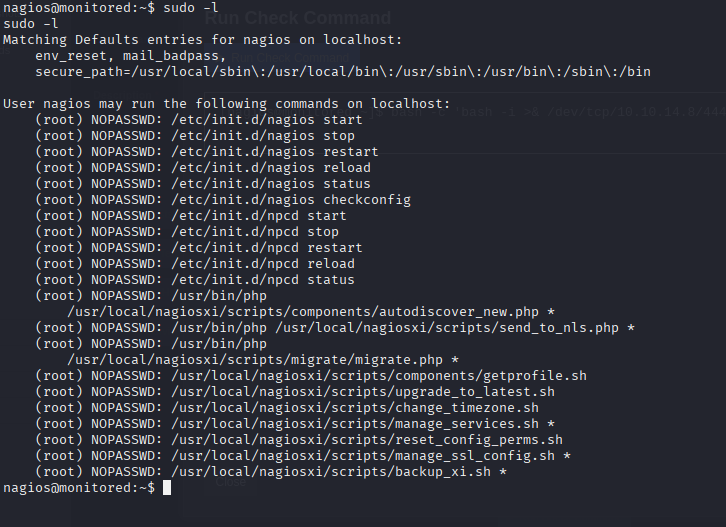 nagios@monitored:~$ sudo -l
sudo -l
Matching Defaults entries for nagios on localhost:
    env_reset, mail_badpass,
    secure_path=/usr/local/sbin\:/usr/local/bin\:/usr/sbin\:/usr/bin\:/sbin\:/bin

User nagios may run the following commands on localhost:
    (root) NOPASSWD: /etc/init.d/nagios start
    (root) NOPASSWD: /etc/init.d/nagios stop
    (root) NOPASSWD: /etc/init.d/nagios restart
    (root) NOPASSWD: /etc/init.d/nagios reload
    (root) NOPASSWD: /etc/init.d/nagios status
    (root) NOPASSWD: /etc/init.d/nagios checkconfig
    (root) NOPASSWD: /etc/init.d/npcd start
    (root) NOPASSWD: /etc/init.d/npcd stop
    (root) NOPASSWD: /etc/init.d/npcd restart
    (root) NOPASSWD: /etc/init.d/npcd reload
    (root) NOPASSWD: /etc/init.d/npcd status
    (root) NOPASSWD: /usr/bin/php
        /usr/local/nagiosxi/scripts/components/autodiscover_new.php *
    (root) NOPASSWD: /usr/bin/php /usr/local/nagiosxi/scripts/send_to_nls.php *
    (root) NOPASSWD: /usr/bin/php
        /usr/local/nagiosxi/scripts/migrate/migrate.php *
    (root) NOPASSWD: /usr/local/nagiosxi/scripts/components/getprofile.sh
    (root) NOPASSWD: /usr/local/nagiosxi/scripts/upgrade_to_latest.sh
    (root) NOPASSWD: /usr/local/nagiosxi/scripts/change_timezone.sh
    (root) NOPASSWD: /usr/local/nagiosxi/scripts/manage_services.sh *
    (root) NOPASSWD: /usr/local/nagiosxi/scripts/reset_config_perms.sh
    (root) NOPASSWD: /usr/local/nagiosxi/scripts/manage_ssl_config.sh *
    (root) NOPASSWD: /usr/local/nagiosxi/scripts/backup_xi.sh *
nagios@monitored:~$
Run Check Command
Close